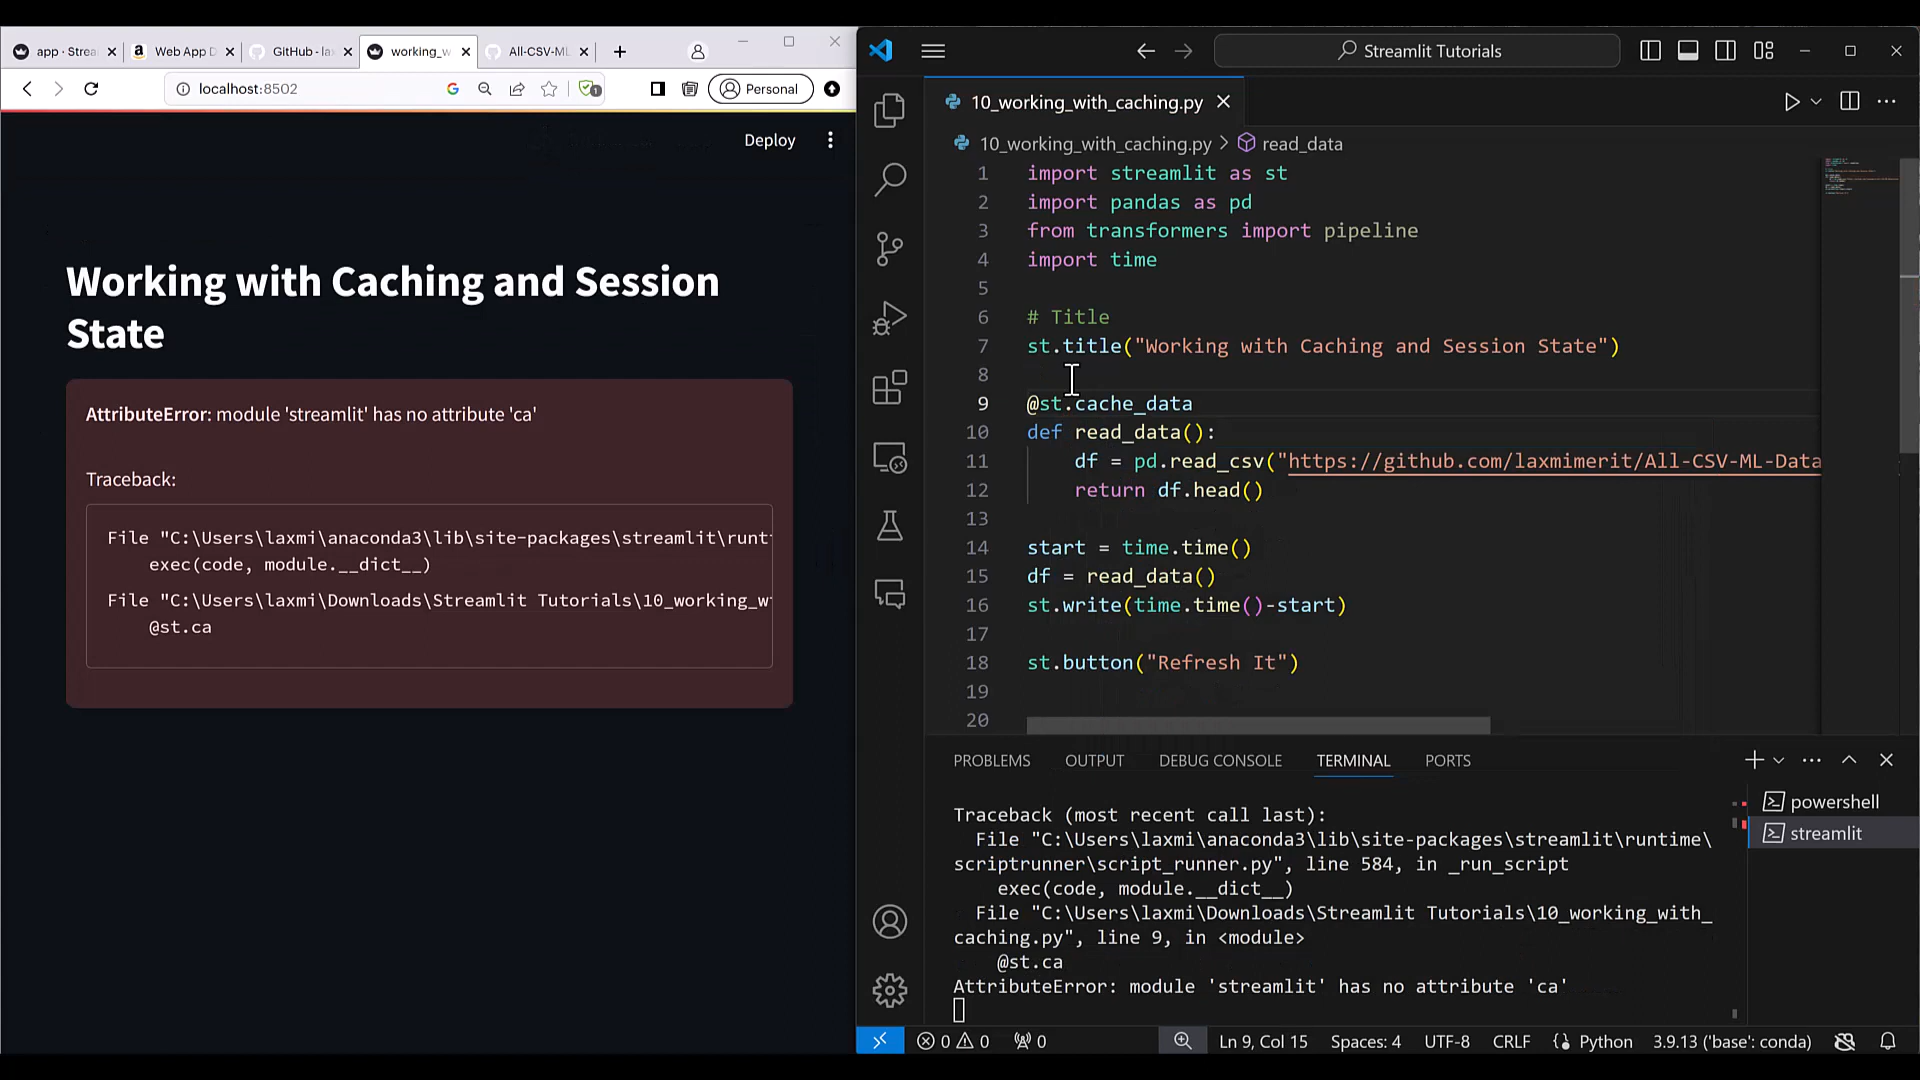 app · Strea
Web App D
GitHub - la
working_w
All-CSV-ML
localhost:8502
Personal
Deploy
Working with Caching and Session
State
AttributeError: module 'streamlit' has no attribute 'ca'
Traceback:
File "C:\Users\laxmi\anaconda3\lib\site-packages\streamlit\runt
exec(code, module.__dict__)
File "C:\Users\laxmi\Downloads\Streamlit Tutorials\10_working_w
@st.ca
Streamlit Tutorials
10_working_with_caching.py
10_working_with_caching.py > read_data
1 import streamlit as st
2 import pandas as pd
3 from transformers import pipeline
4 import time
5
6 # Title
7 st.title("Working with Caching and Session State")
8
9 @st.cache_data
10 def read_data():
11 df = pd.read_csv("https://github.com/laxmimerit/All-CSV-ML-Data
12 return df.head()
13
14 start = time.time()
15 df = read_data()
16 st.write(time.time()-start)
17
18 st.button("Refresh It")
19
20
PROBLEMS OUTPUT DEBUG CONSOLE TERMINAL PORTS
Traceback (most recent call last):
File "C:\Users\laxmi\anaconda3\lib\site-packages\streamlit\runtime\
scriptrunner\script_runner.py", line 584, in _run_script
exec(code, module.__dict__)
File "C:\Users\laxmi\Downloads\Streamlit Tutorials\10_working_with_
caching.py", line 9, in <module>
@st.ca
AttributeError: module 'streamlit' has no attribute 'ca'
powershell
streamlit
0 0 0 Ln 9, Col 15 Spaces: 4 UTF-8 CRLF Python 3.9.13 ('base': conda)